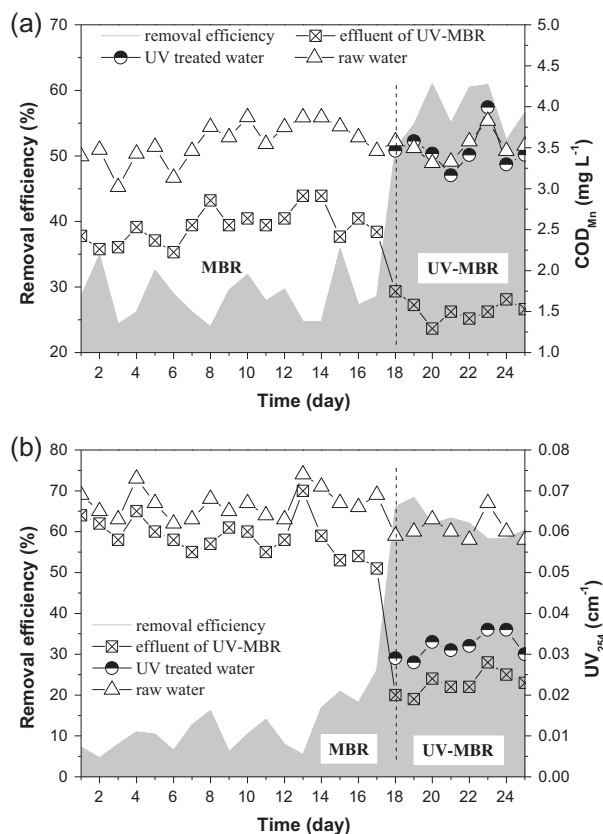 (a)
removal efficiency
effluent of UV-MBR
UV treated water
raw water
Removal efficiency (%)
70
60
50
40
30
20
5.0
4.5
4.0
3.5
3.0
2.5
2.0
1.5
1.0
COD_Mn (mg L⁻¹)
MBR
UV-MBR
2 4 6 8 10 12 14 16 18 20 22 24
Time (day)
(b)
Removal efficiency (%)
80
70
60
50
40
30
20
10
0
0.08
0.07
0.06
0.05
0.04
0.03
0.02
0.01
0.00
UV₂₅₄ (cm⁻¹)
removal efficiency
effluent of UV-MBR
UV treated water
raw water
MBR
UV-MBR
2 4 6 8 10 12 14 16 18 20 22 24
Time (day)